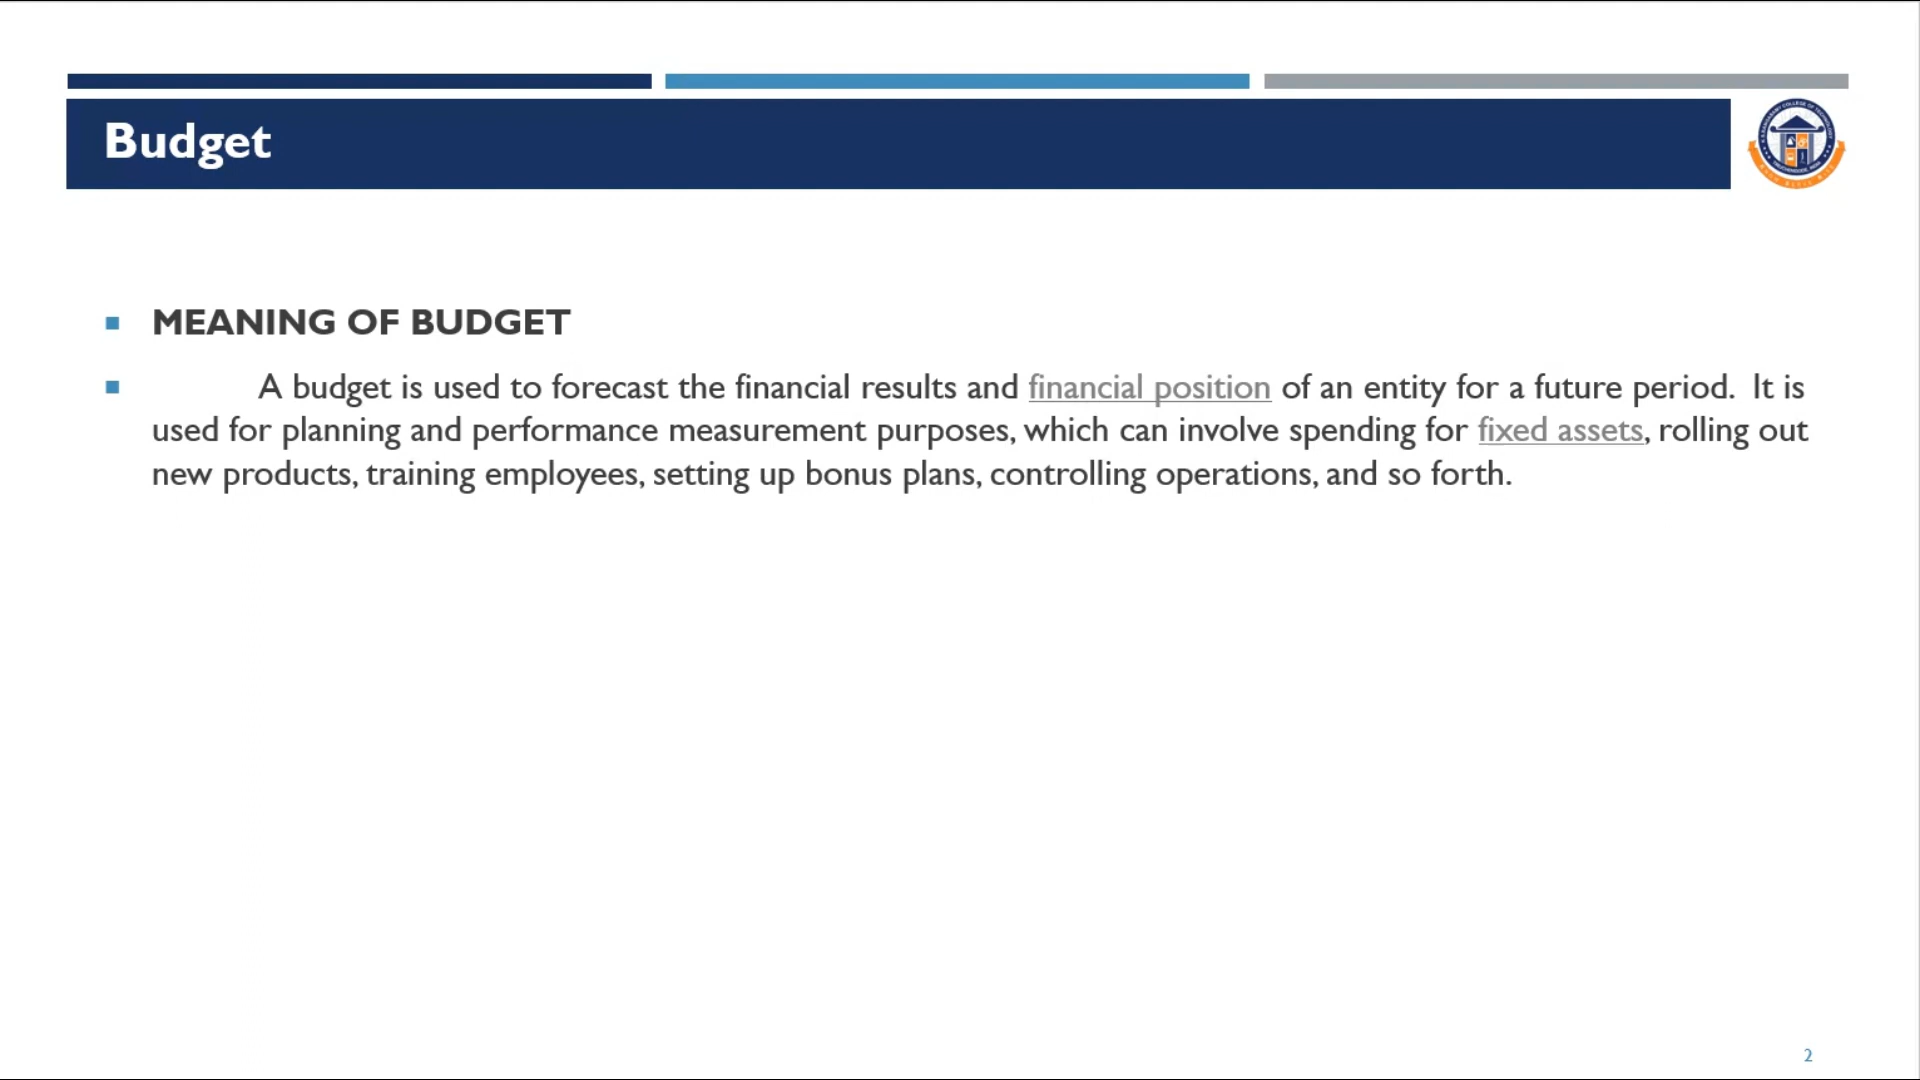 Budget
MEANING OF BUDGET
A budget is used to forecast the financial results and financial position of an entity for a future period.  It is
used for planning and performance measurement purposes, which can involve spending for fixed assets, rolling out
new products, training employees, setting up bonus plans, controlling operations, and so forth.
2